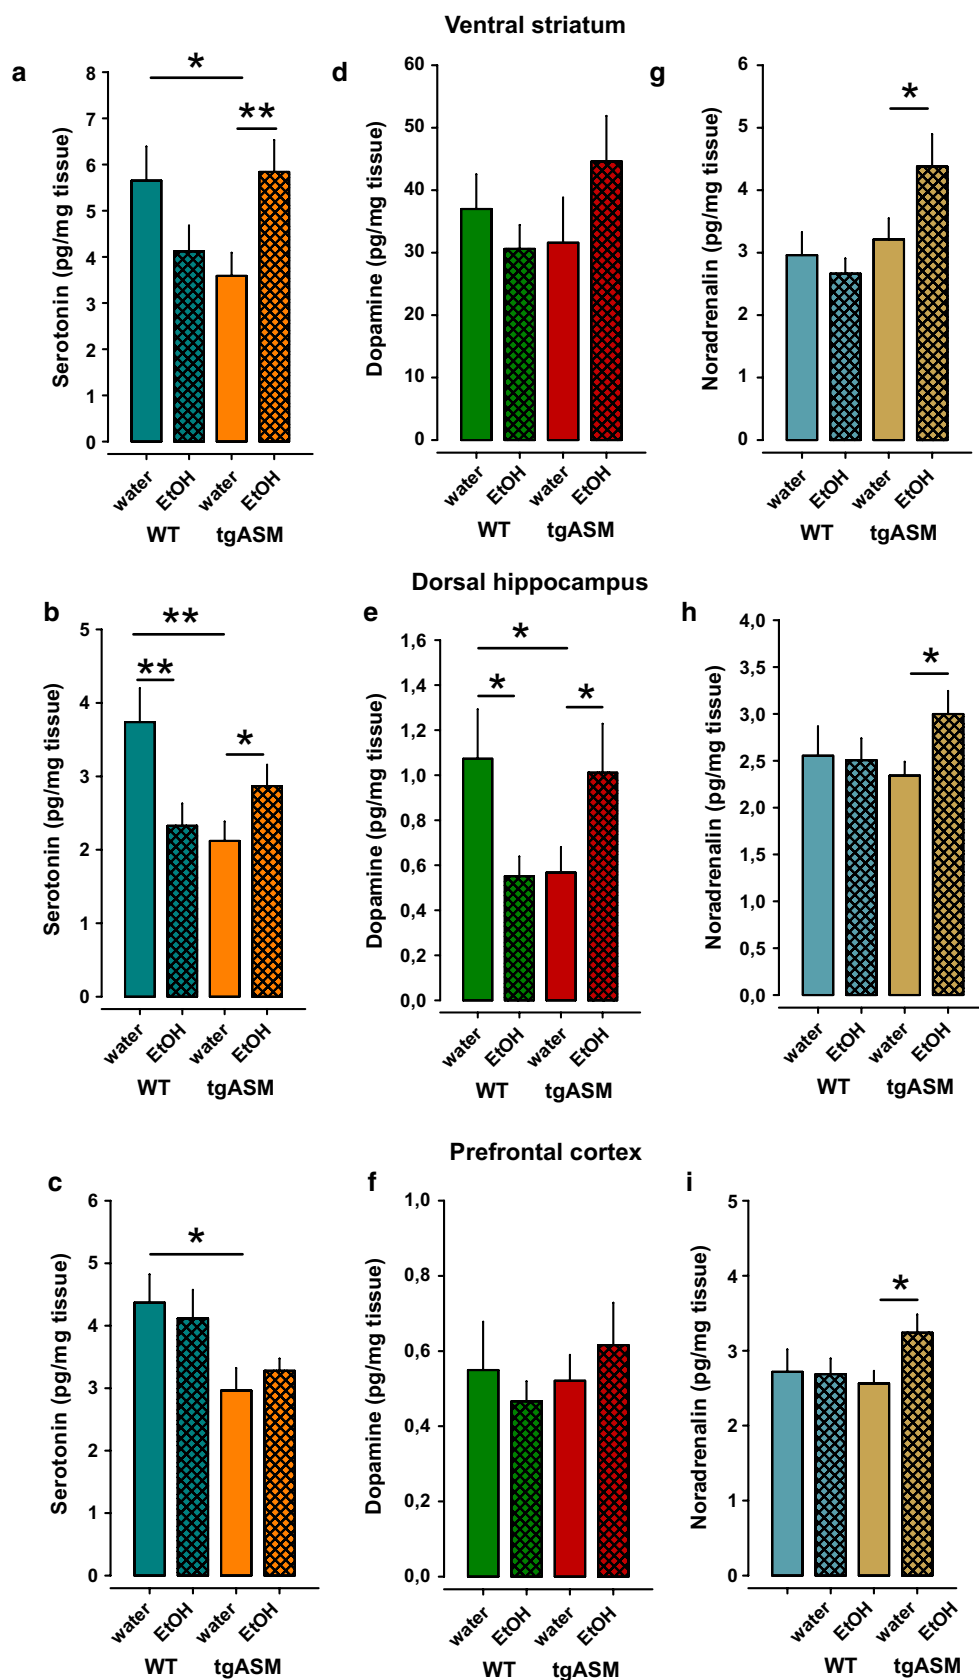 Ventral striatum
a
Serotonin (pg/mg tissue)
8
7
6
5
4
3
2
1
0
*
**
water
EtOH
water
EtOH
WT
tgASM
d
Dopamine (pg/mg tissue)
60
50
40
30
20
10
0
water
EtOH
water
EtOH
WT
tgASM
g
Noradrenalin (pg/mg tissue)
6
5
4
3
2
1
0
*
water
EtOH
water
EtOH
WT
tgASM
Dorsal hippocampus
b
Serotonin (pg/mg tissue)
5
4
3
2
1
0
**
**
*
water
EtOH
water
EtOH
WT
tgASM
e
Dopamine (pg/mg tissue)
1,6
1,4
1,2
1,0
0,8
0,6
0,4
0,2
0,0
*
*
*
water
EtOH
water
EtOH
WT
tgASM
h
Noradrenalin (pg/mg tissue)
4,0
3,5
3,0
2,5
2,0
1,5
1,0
0,5
0,0
*
water
EtOH
water
EtOH
WT
tgASM
Prefrontal cortex
c
Serotonin (pg/mg tissue)
6
5
4
3
2
1
0
*
water
EtOH
water
EtOH
WT
tgASM
f
Dopamine (pg/mg tissue)
1,0
0,8
0,6
0,4
0,2
0,0
water
EtOH
water
EtOH
WT
tgASM
i
Noradrenalin (pg/mg tissue)
5
4
3
2
1
0
*
water
EtOH
water
EtOH
WT
tgASM